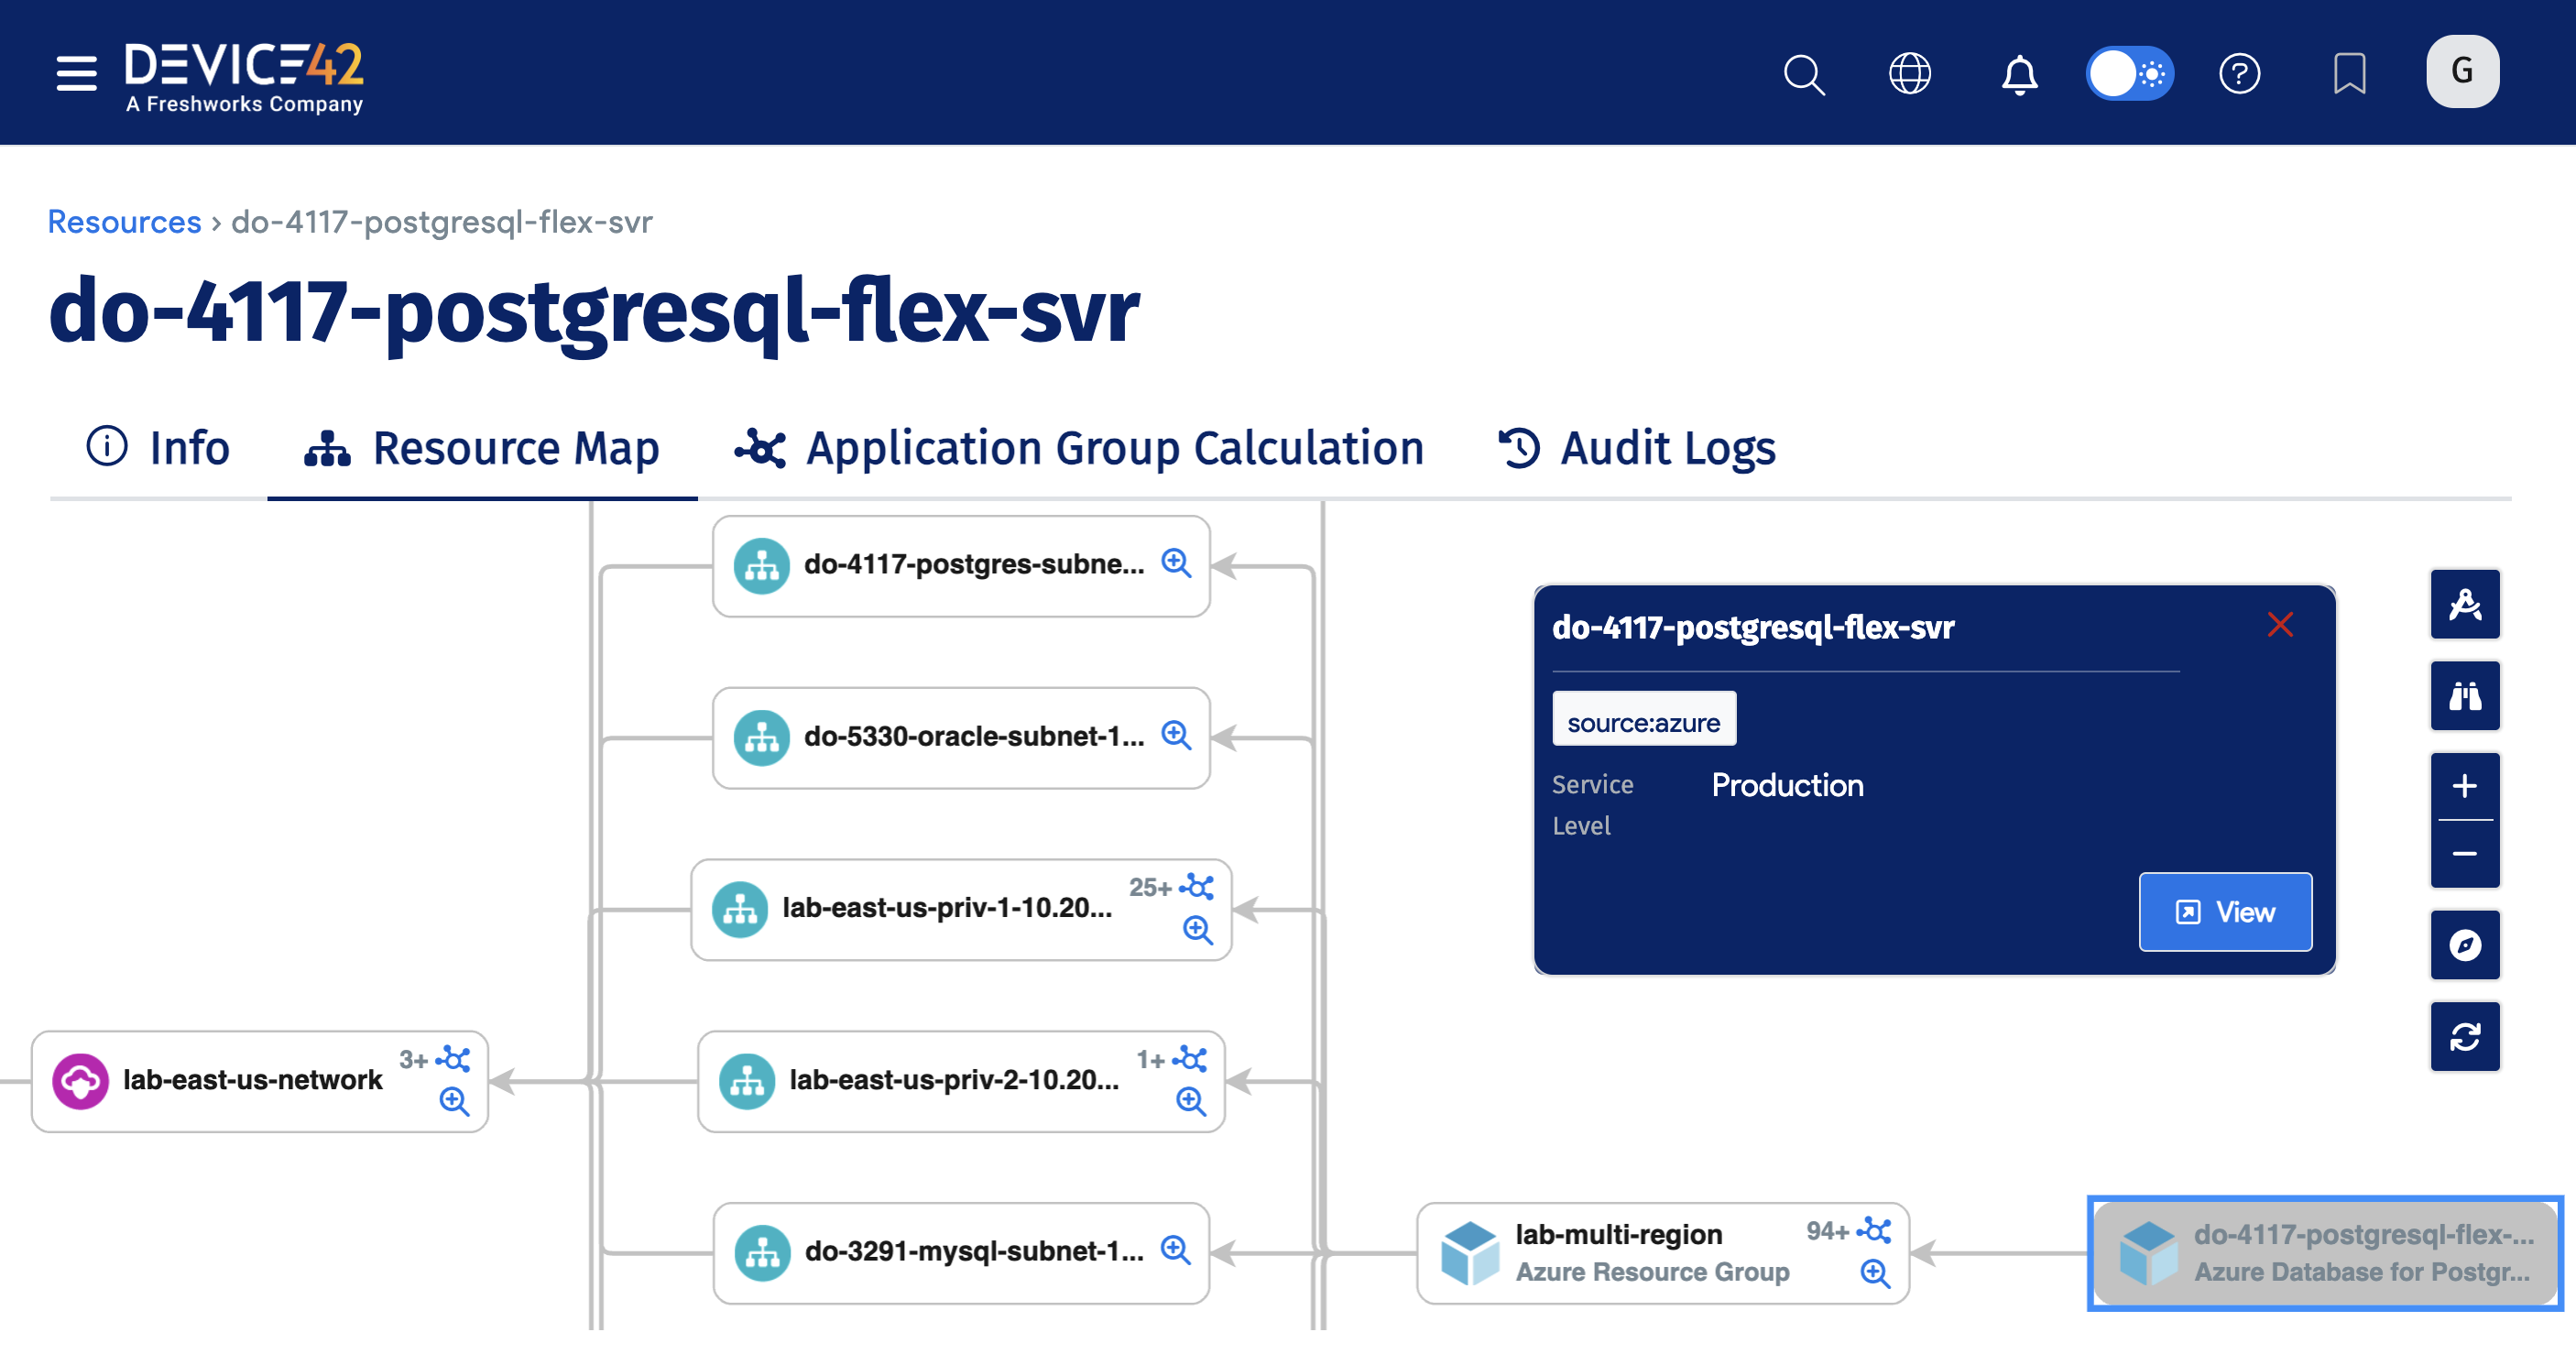 DEVICE42
A Freshworks Company
G
Resources › do-4117-postgresql-flex-svr
do-4117-postgresql-flex-svr
Info
Resource Map
Application Group Calculation
Audit Logs
do-4117-postgres-subne...
do-5330-oracle-subnet-1...
lab-east-us-priv-1-10.20...
25+
lab-east-us-network
3+
lab-east-us-priv-2-10.20...
1+
do-3291-mysql-subnet-1...
do-4117-postgresql-flex-svr
source:azure
Service Production
Level
View
lab-multi-region
Azure Resource Group
94+
do-4117-postgresql-flex-...
Azure Database for Postgr...